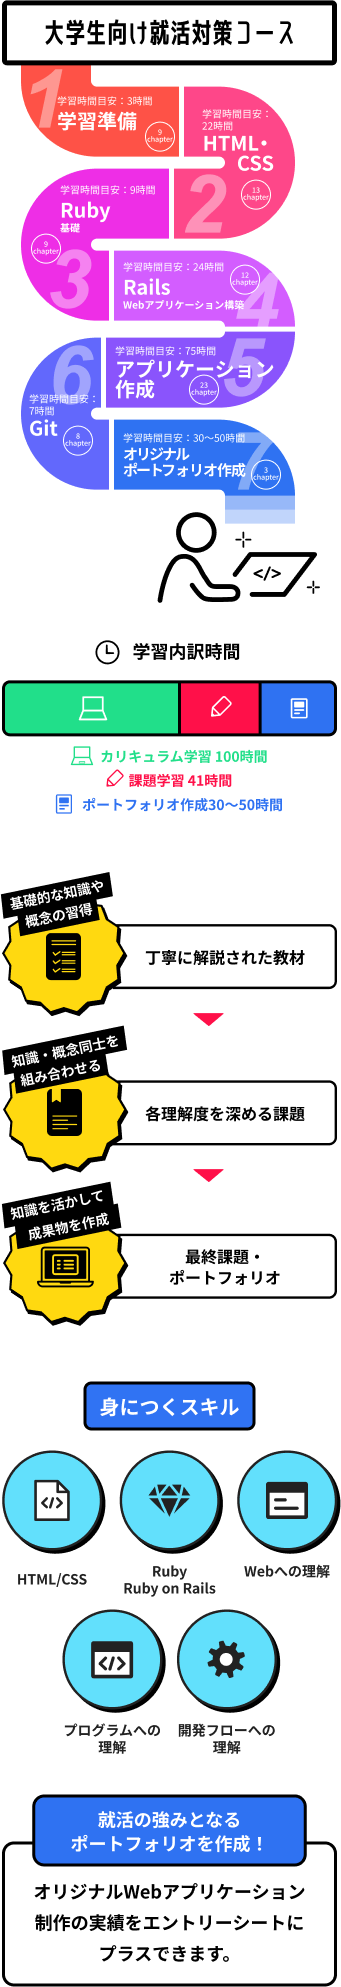 大学生向け就活対策コース
1
学習時間目安：3時間
学習準備
9
chapter
学習時間目安：
22時間
HTML・
CSS
13
chapter
2
学習時間目安：9時間
Ruby
基礎
9
chapter
3
学習時間目安：24時間
Rails
Webアプリケーション構築
12
chapter
4
学習時間目安：75時間
アプリケーション
作成
23
chapter
5
6
学習時間目安：
7時間
Git
8
chapter
学習時間目安：30〜50時間
オリジナル
ポートフォリオ作成
3
chapter
7
</>
学習内訳時間
カリキュラム学習 100時間
課題学習 41時間
ポートフォリオ作成30〜50時間
基礎的な知識や
概念の習得
丁寧に解説された教材
知識・概念同士を
組み合わせる
各理解度を深める課題
知識を活かして
成果物を作成
最終課題・
ポートフォリオ
身につくスキル
HTML/CSS
Ruby
Ruby on Rails
Webへの理解
プログラムへの
理解
開発フローへの
理解
就活の強みとなる
ポートフォリオを作成！
オリジナルWebアプリケーション
制作の実績をエントリーシートに
プラスできます。